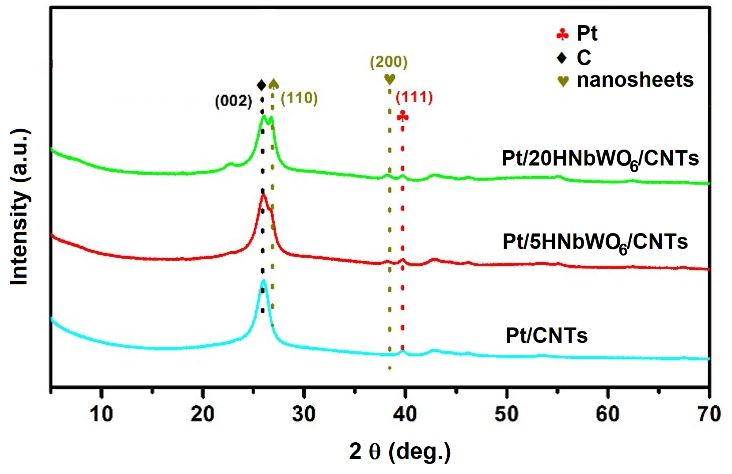 Pt
C
nanosheets
(200)
(002)
(110)
(111)
Pt/20HNbWO₆/CNTs
Pt/5HNbWO₆/CNTs
Pt/CNTs
Intensity (a.u.)
10 20 30 40 50 60 70
2 θ (deg.)